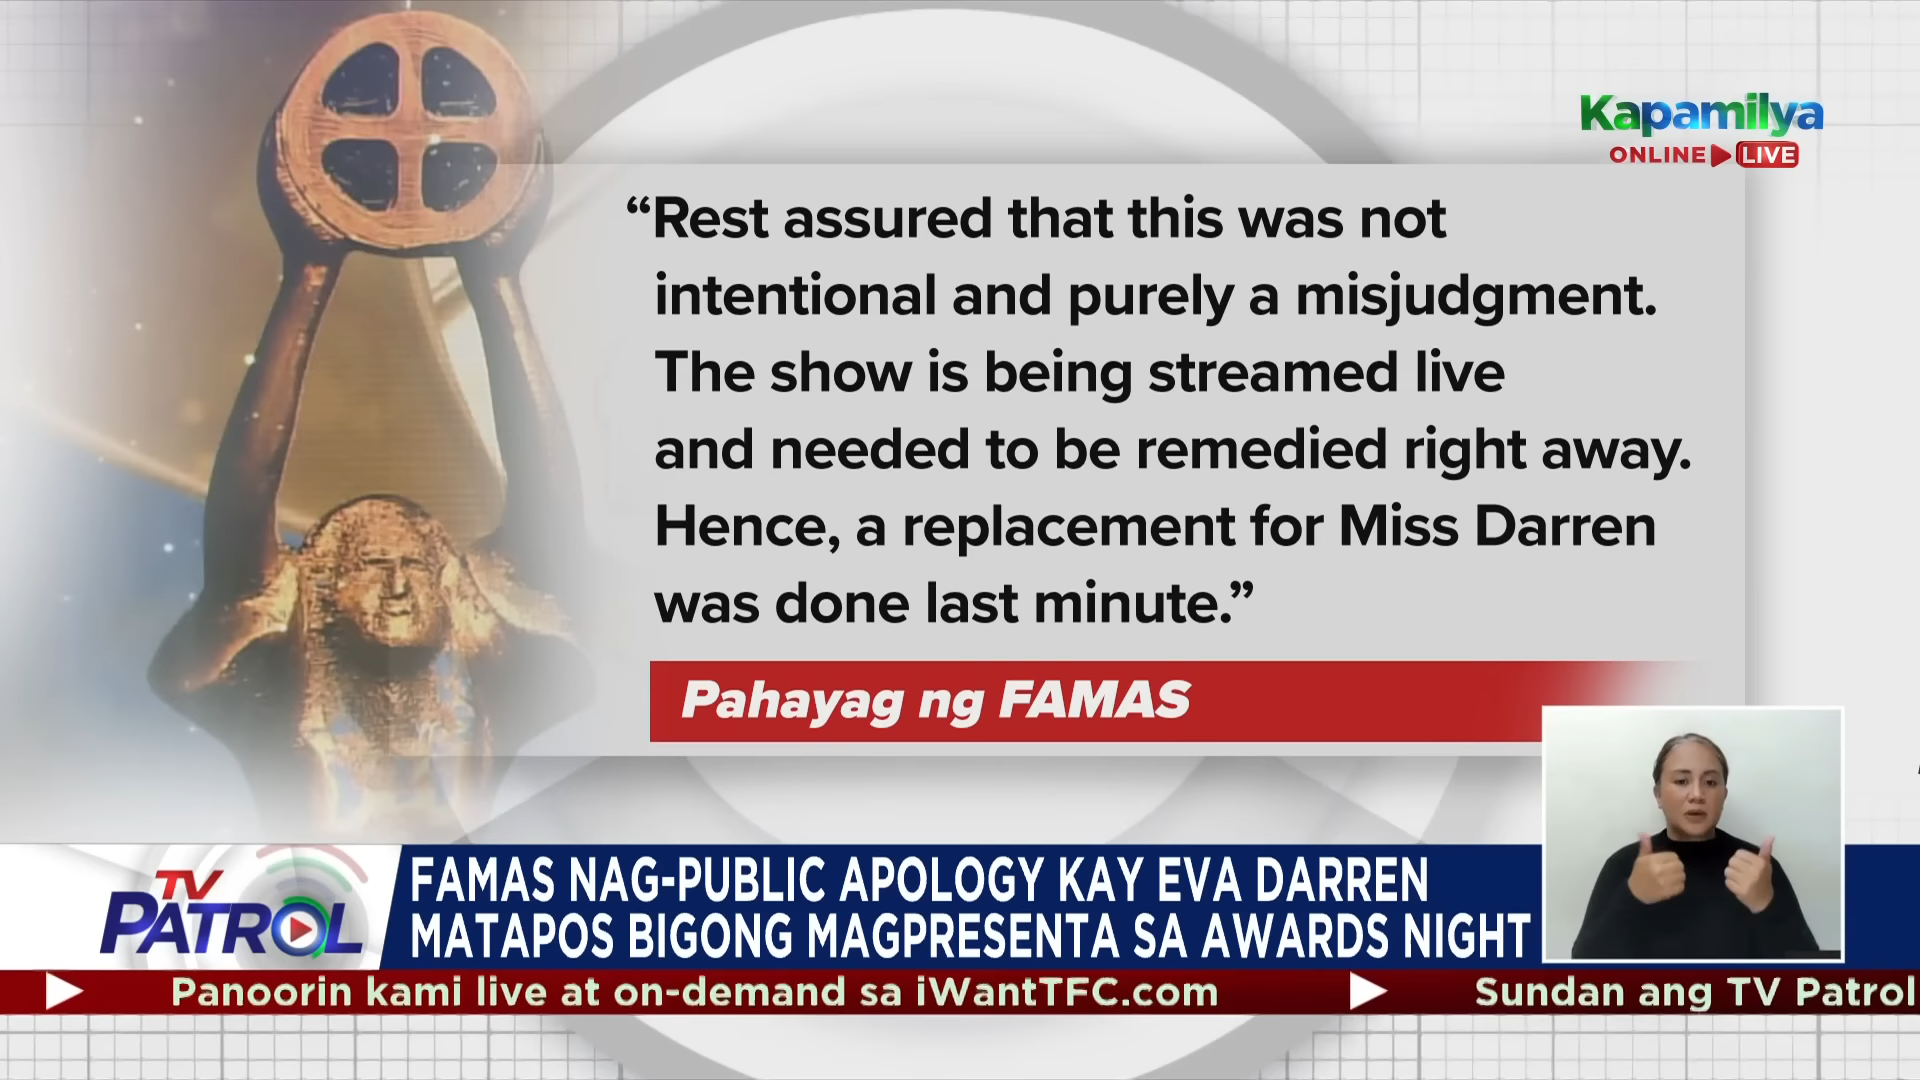 Kapamilya
ONLINE LIVE
“Rest assured that this was not
intentional and purely a misjudgment.
The show is being streamed live
and needed to be remedied right away.
Hence, a replacement for Miss Darren
was done last minute.”
Pahayag ng FAMAS
TV
PATROL
FAMAS NAG-PUBLIC APOLOGY KAY EVA DARREN
MATAPOS BIGONG MAGPRESENTA SA AWARDS NIGHT
Panoorin kami live at on-demand sa iWantTFC.com
Sundan ang TV Patrol